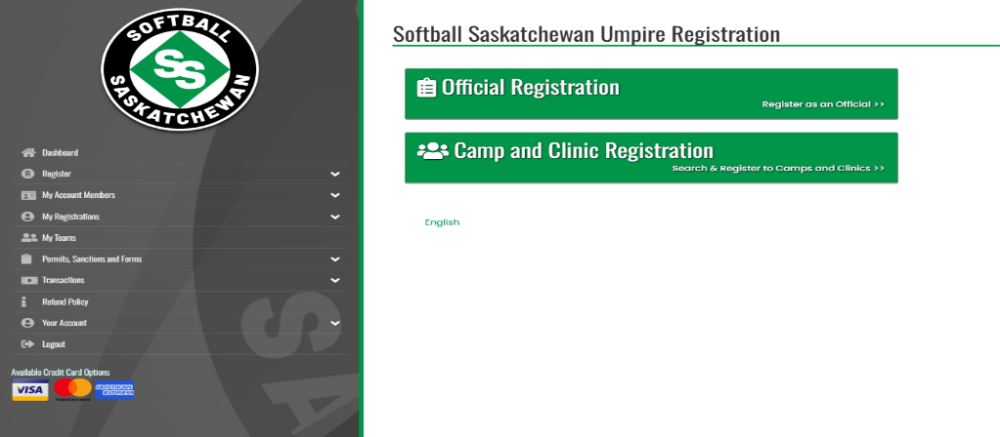 SOFTBALL
SS
SASKATCHEWAN
Dashboard
R Register
My Account Members
My Registrations
My Teams
Permits, Sanctions and Forms
Transactions
Refund Policy
Your Account
Logout
Available Credit Card Options
VISA
mastercard
AMERICAN
EXPRESS
SA
Softball Saskatchewan Umpire Registration
Official Registration
Register as an Official >>
Camp and Clinic Registration
Search & Register to Camps and Clinics >>
English